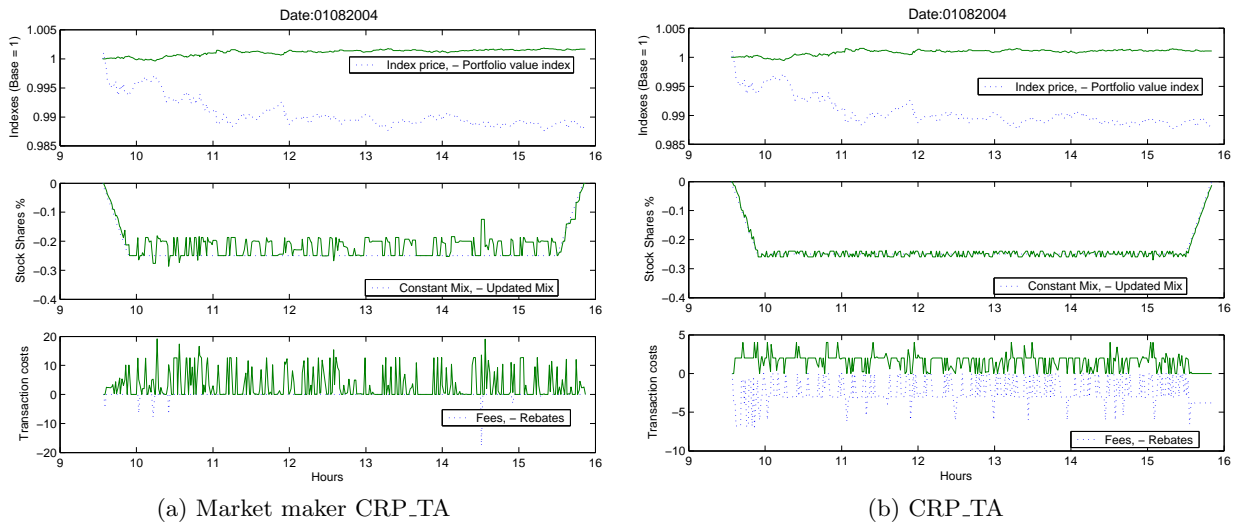 Date:01082004
Indexes (Base = 1)
1.005
1
0.995
0.99
0.985
Index price, − Portfolio value index
9 10 11 12 13 14 15 16
Stock Shares %
0
−0.1
−0.2
−0.3
−0.4
Constant Mix, − Updated Mix
9 10 11 12 13 14 15 16
Transaction costs
20
10
0
−10
−20
Fees, − Rebates
9 10 11 12 13 14 15 16
Hours
(a) Market maker CRP_TA
Date:01082004
Indexes (Base = 1)
1.005
1
0.995
0.99
0.985
Index price, − Portfolio value index
9 10 11 12 13 14 15 16
Stock Shares %
0
−0.1
−0.2
−0.3
−0.4
Constant Mix, − Updated Mix
9 10 11 12 13 14 15 16
Transaction costs
5
0
−5
−10
Fees, − Rebates
9 10 11 12 13 14 15 16
Hours
(b) CRP_TA